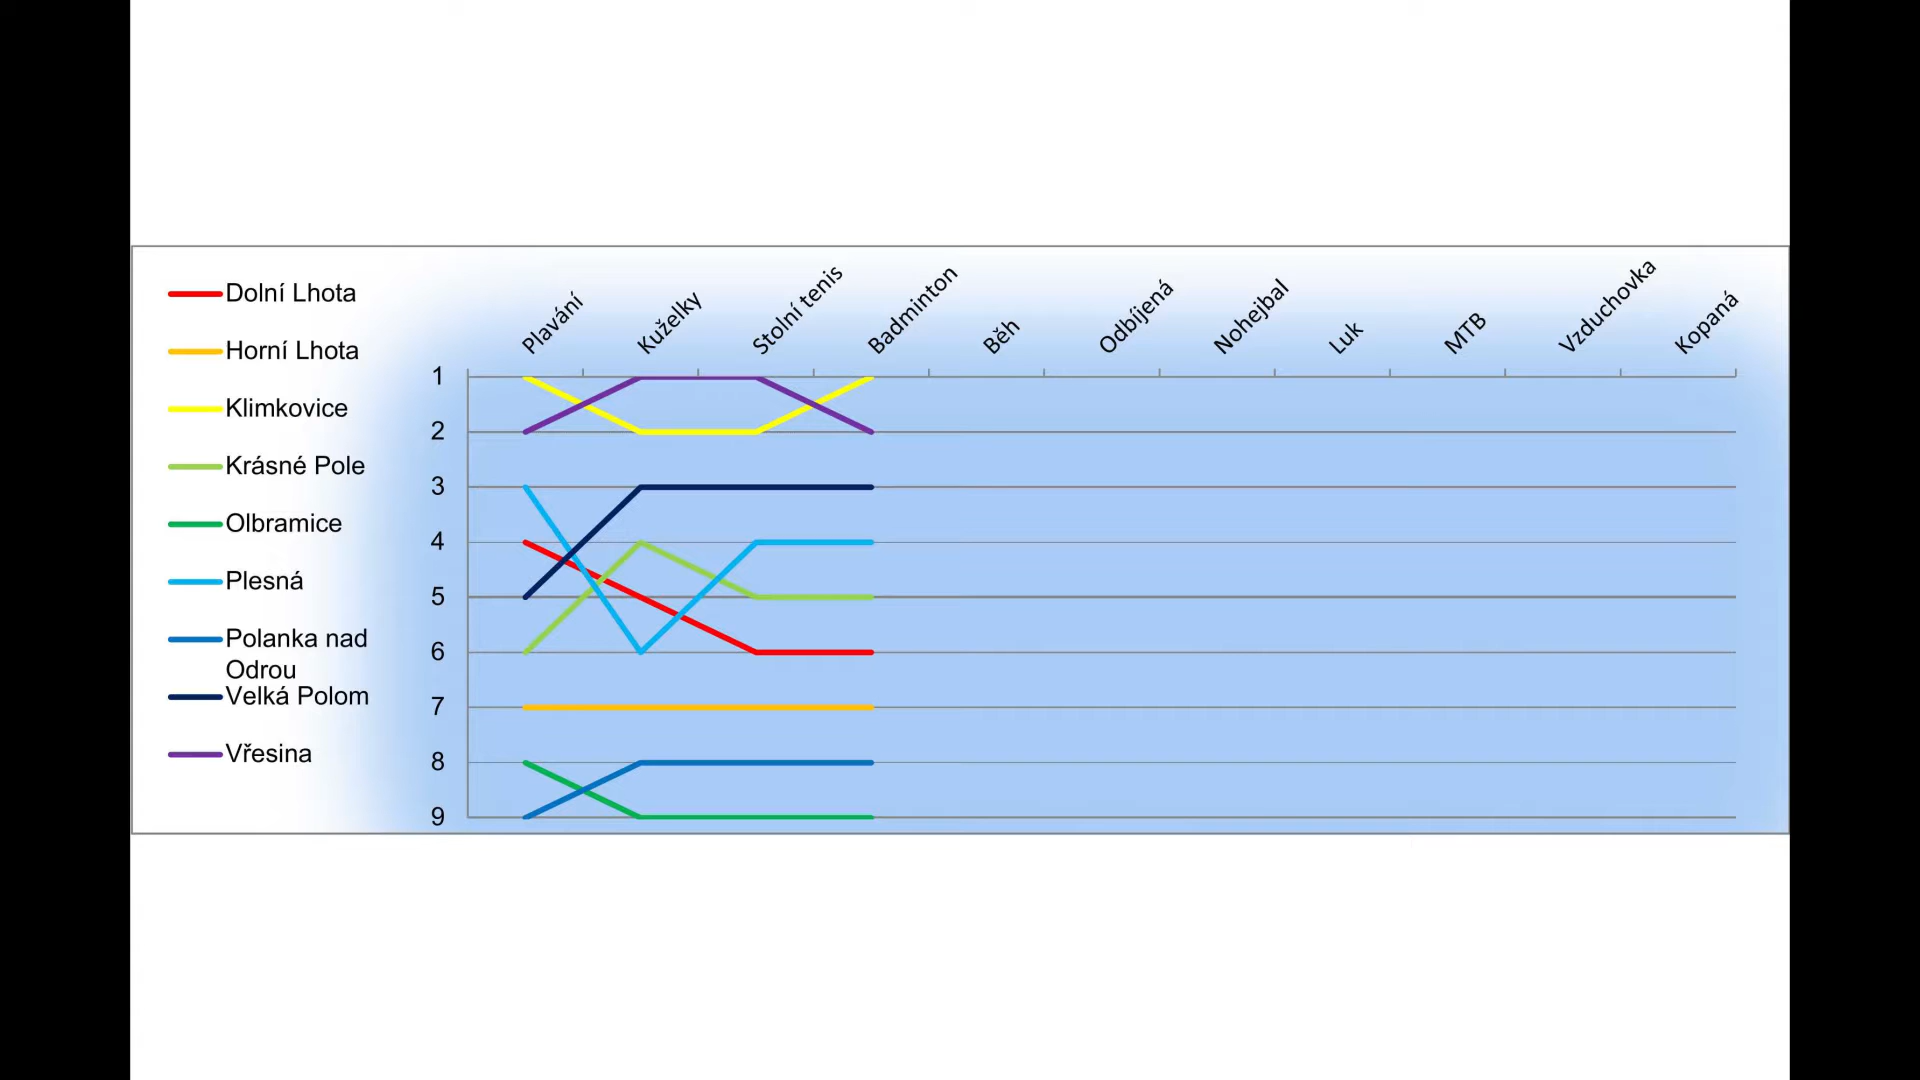 Dolní Lhota
Horní Lhota
Klimkovice
Krásné Pole
Olbramice
Plesná
Polanka nad
Odrou
Velká Polom
Vřesina
Plavání
Kuželky
Stolní tenis
Badminton
Běh
Odbíjená
Nohejbal
Luk
MTB
Vzduchovka
Kopaná
1
2
3
4
5
6
7
8
9